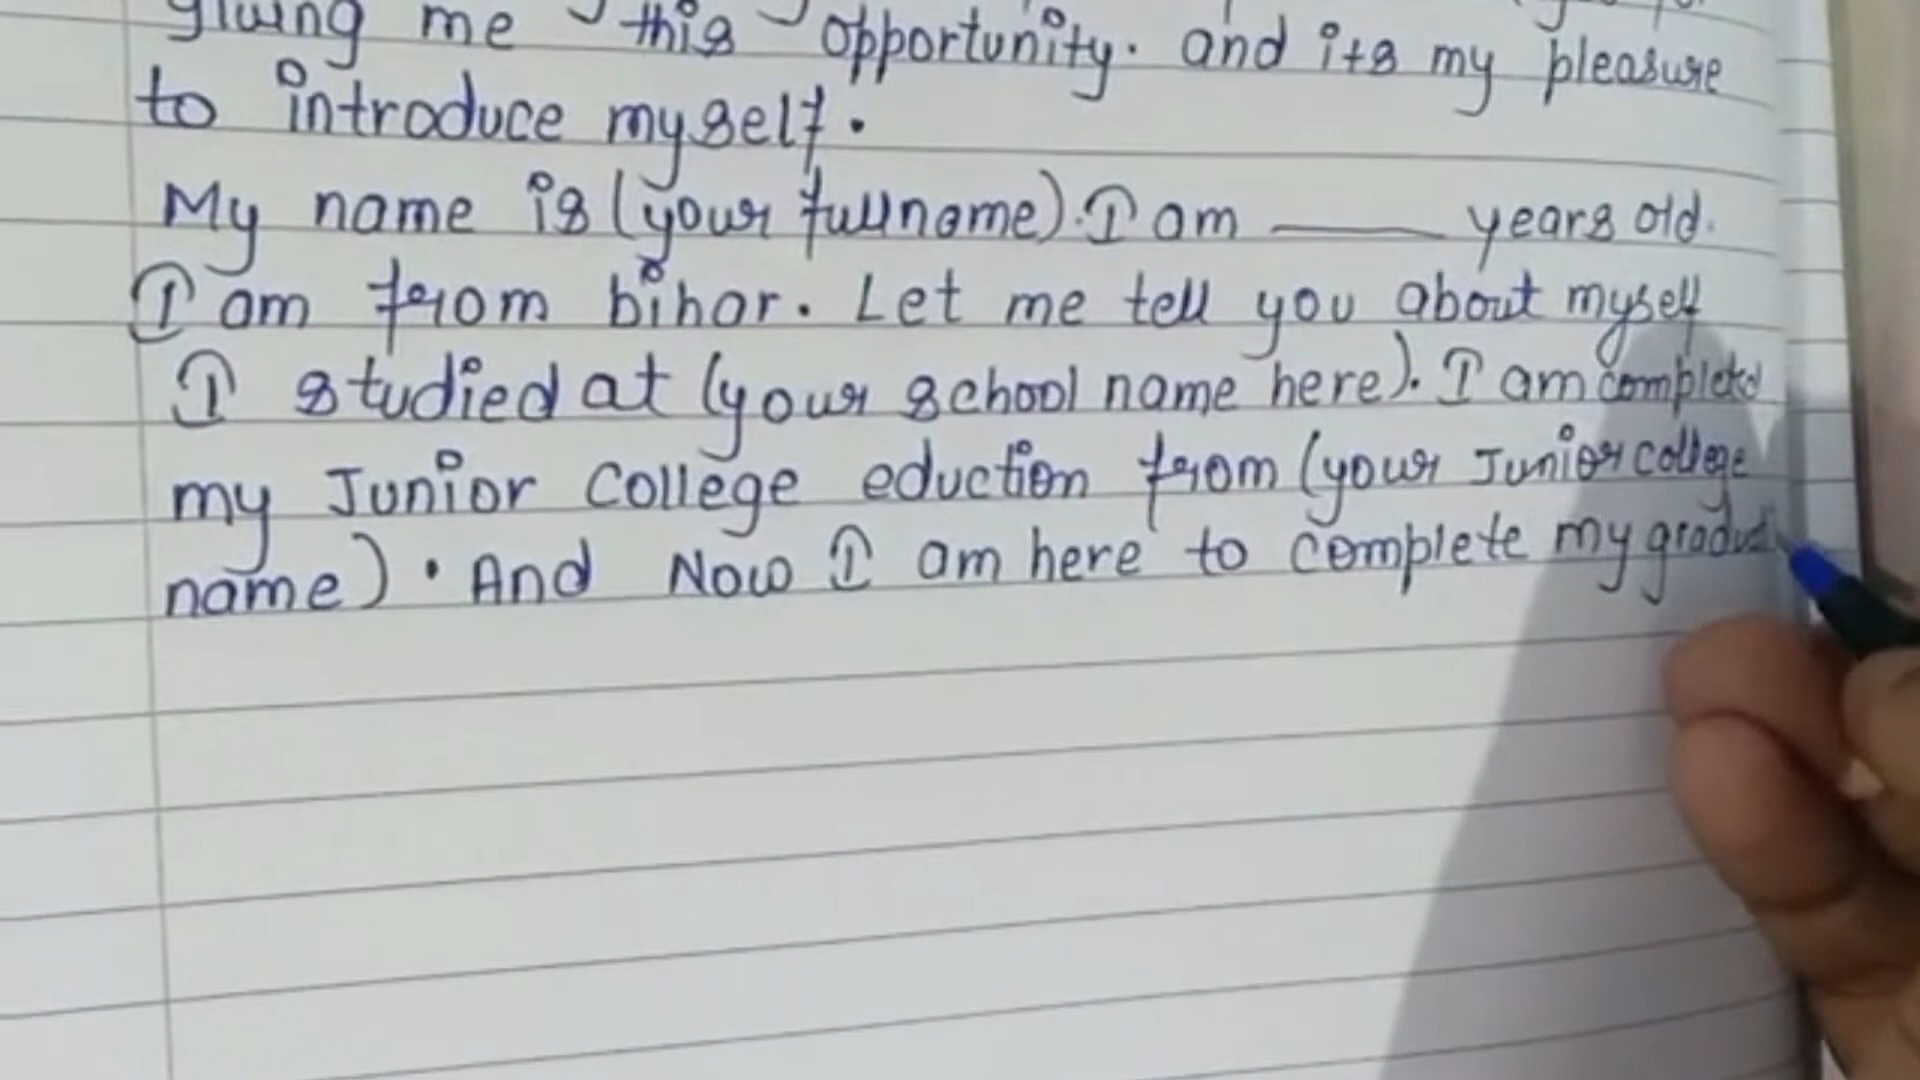 giving me this opportunity. and its my pleasure
to introduce myself.
My name is (your fullname). I am ——— years old.
I am from bihar. Let me tell you about myself
I studied at (your school name here). I am completed
my Junior College eduction from (your Junior college
name). And Now I am here to complete my graduati